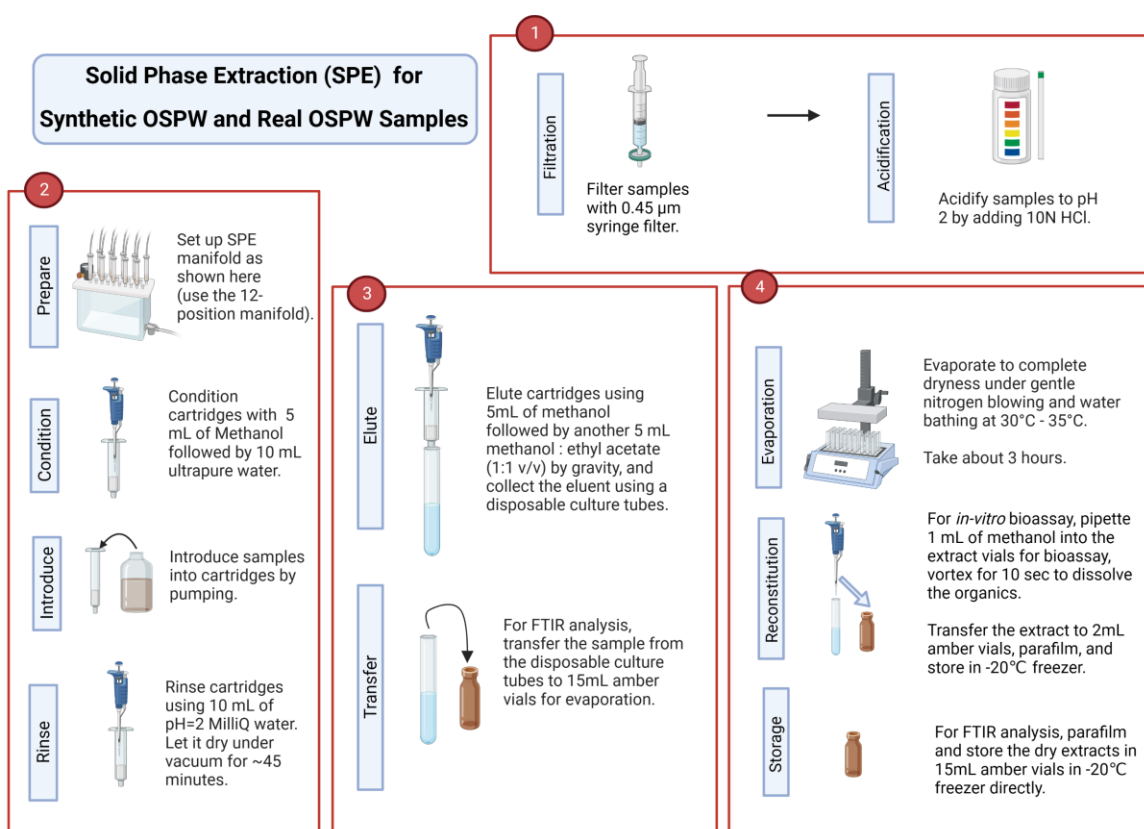 Solid Phase Extraction (SPE) for
Synthetic OSPW and Real OSPW Samples
1
Filtration
Filter samples
with 0.45 µm
syringe filter.
Acidification
Acidify samples to pH
2 by adding 10N HCl.
2
Prepare
Set up SPE
manifold as
shown here
(use the 12-
position manifold).
Condition
Condition
cartridges with 5
mL of Methanol
followed by 10 mL
ultrapure water.
Introduce
Introduce samples
into cartridges by
pumping.
Rinse
Rinse cartridges
using 10 mL of
pH=2 MilliQ water.
Let it dry under
vacuum for ~45
minutes.
3
Elute
Elute cartridges using
5mL of methanol
followed by another 5 mL
methanol : ethyl acetate
(1:1 v/v) by gravity, and
collect the eluent using a
disposable culture tubes.
Transfer
For FTIR analysis,
transfer the sample from
the disposable culture
tubes to 15mL amber
vials for evaporation.
4
Evaporation
Evaporate to complete
dryness under gentle
nitrogen blowing and water
bathing at 30°C - 35°C.
Take about 3 hours.
Reconstitution
For in-vitro bioassay, pipette
1 mL of methanol into the
extract vials for bioassay,
vortex for 10 sec to dissolve
the organics.
Transfer the extract to 2mL
amber vials, parafilm, and
store in -20℃ freezer.
Storage
For FTIR analysis, parafilm
and store the dry extracts in
15mL amber vials in -20℃
freezer directly.